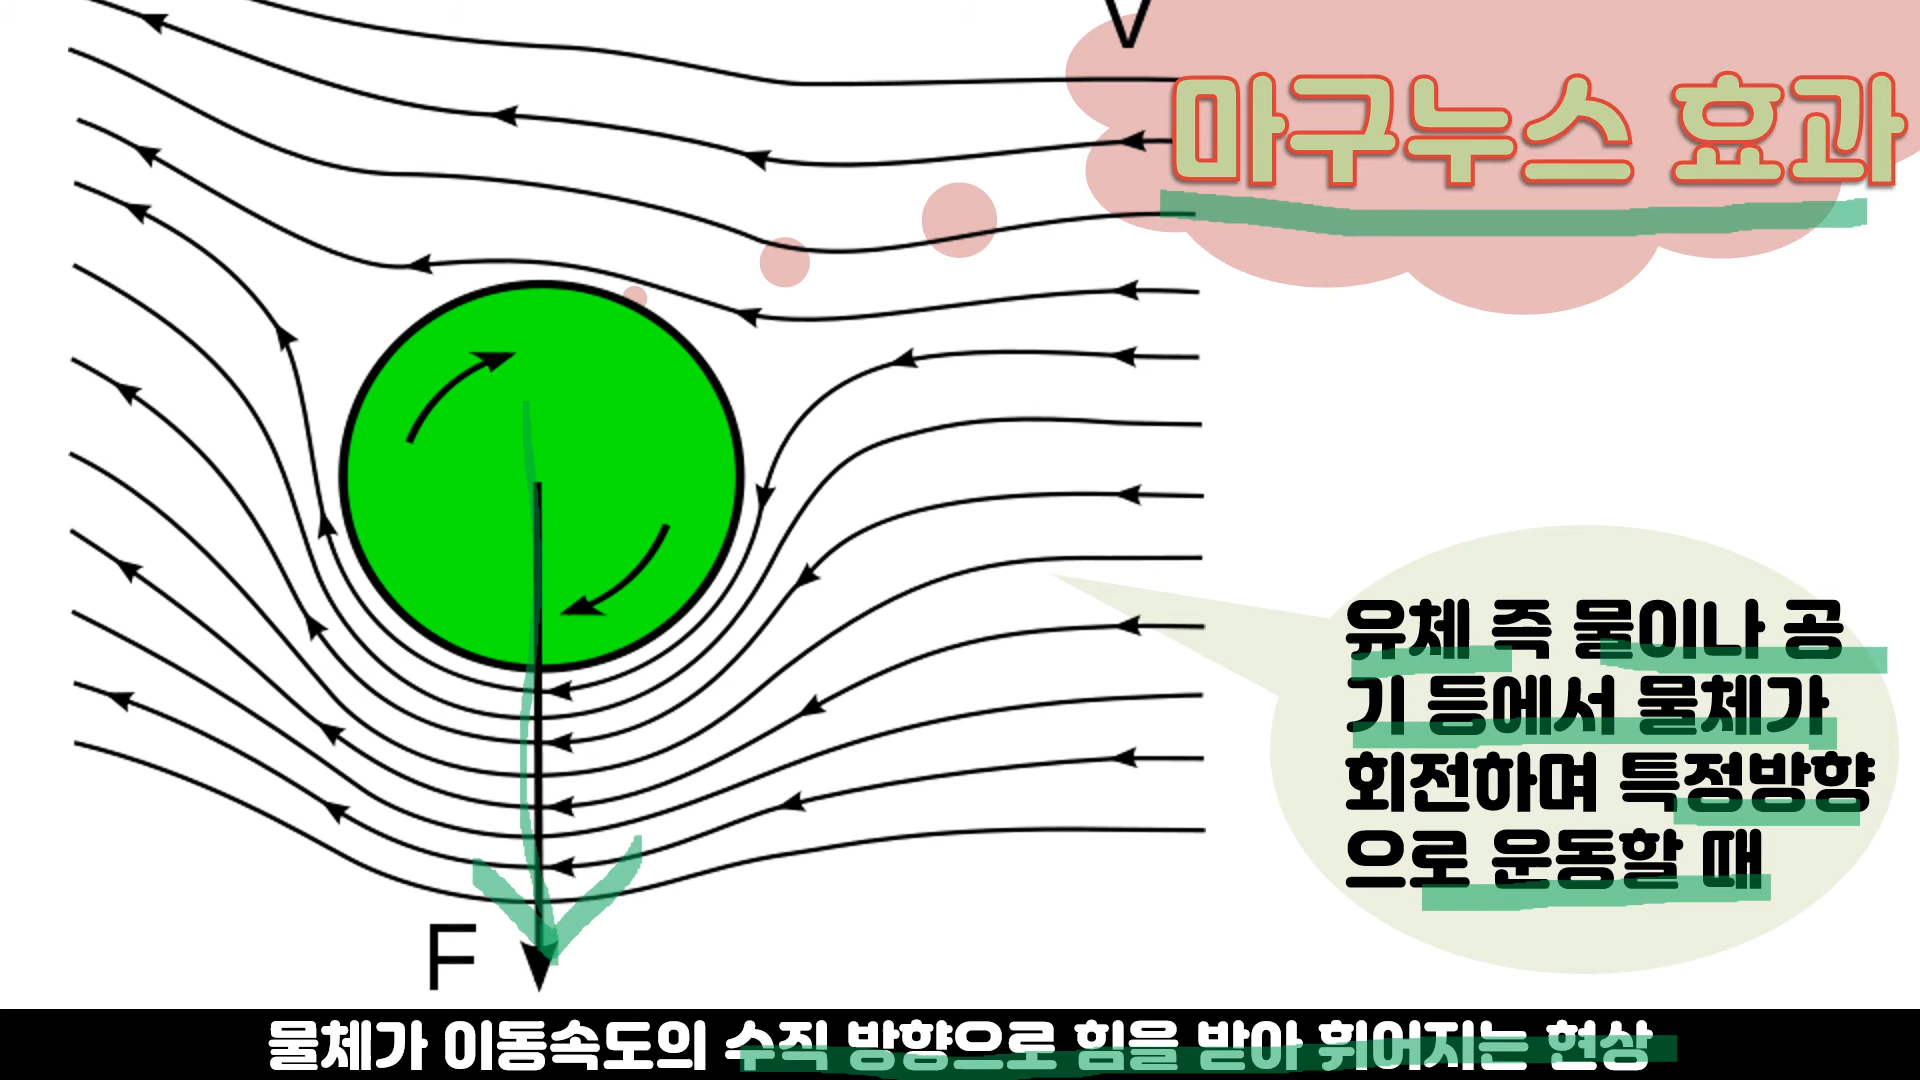 V
마구누스 효과
유체 즉 물이나 공
기 등에서 물체가
회전하며 특정방향
으로 운동할 때
F
물체가 이동속도의 수직 방향으로 힘을 받아 휘어지는 현상